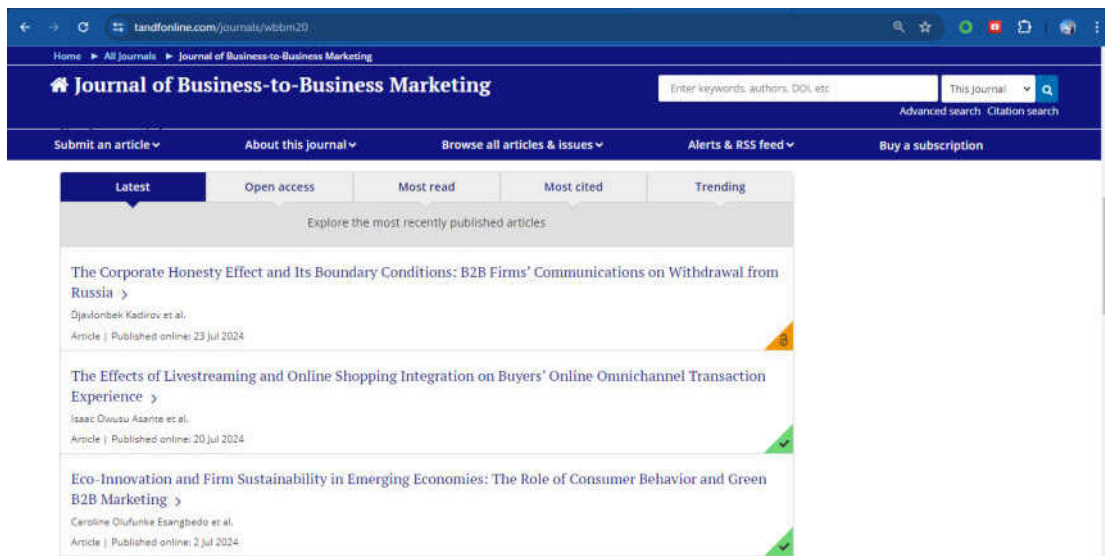 tandfonline.com/journals/wbbm20
Home ► All Journals ► Journal of Business-to-Business Marketing
Journal of Business-to-Business Marketing
Enter keywords, authors, DOI, etc
This Journal
Advanced search Citation search
Submit an article
About this journal
Browse all articles & issues
Alerts & RSS feed
Buy a subscription
Latest
Open access
Most read
Most cited
Trending
Explore the most recently published articles
The Corporate Honesty Effect and Its Boundary Conditions: B2B Firms' Communications on Withdrawal from
Russia >
Djavlonbek Kadirov et al.
Article | Published online: 23 Jul 2024
The Effects of Livestreaming and Online Shopping Integration on Buyers' Online Omnichannel Transaction
Experience >
Isaac Owusu Asante et al.
Article | Published online: 20 Jul 2024
Eco-Innovation and Firm Sustainability in Emerging Economies: The Role of Consumer Behavior and Green
B2B Marketing >
Caroline Olufunke Esangbedo et al.
Article | Published online: 2 Jul 2024